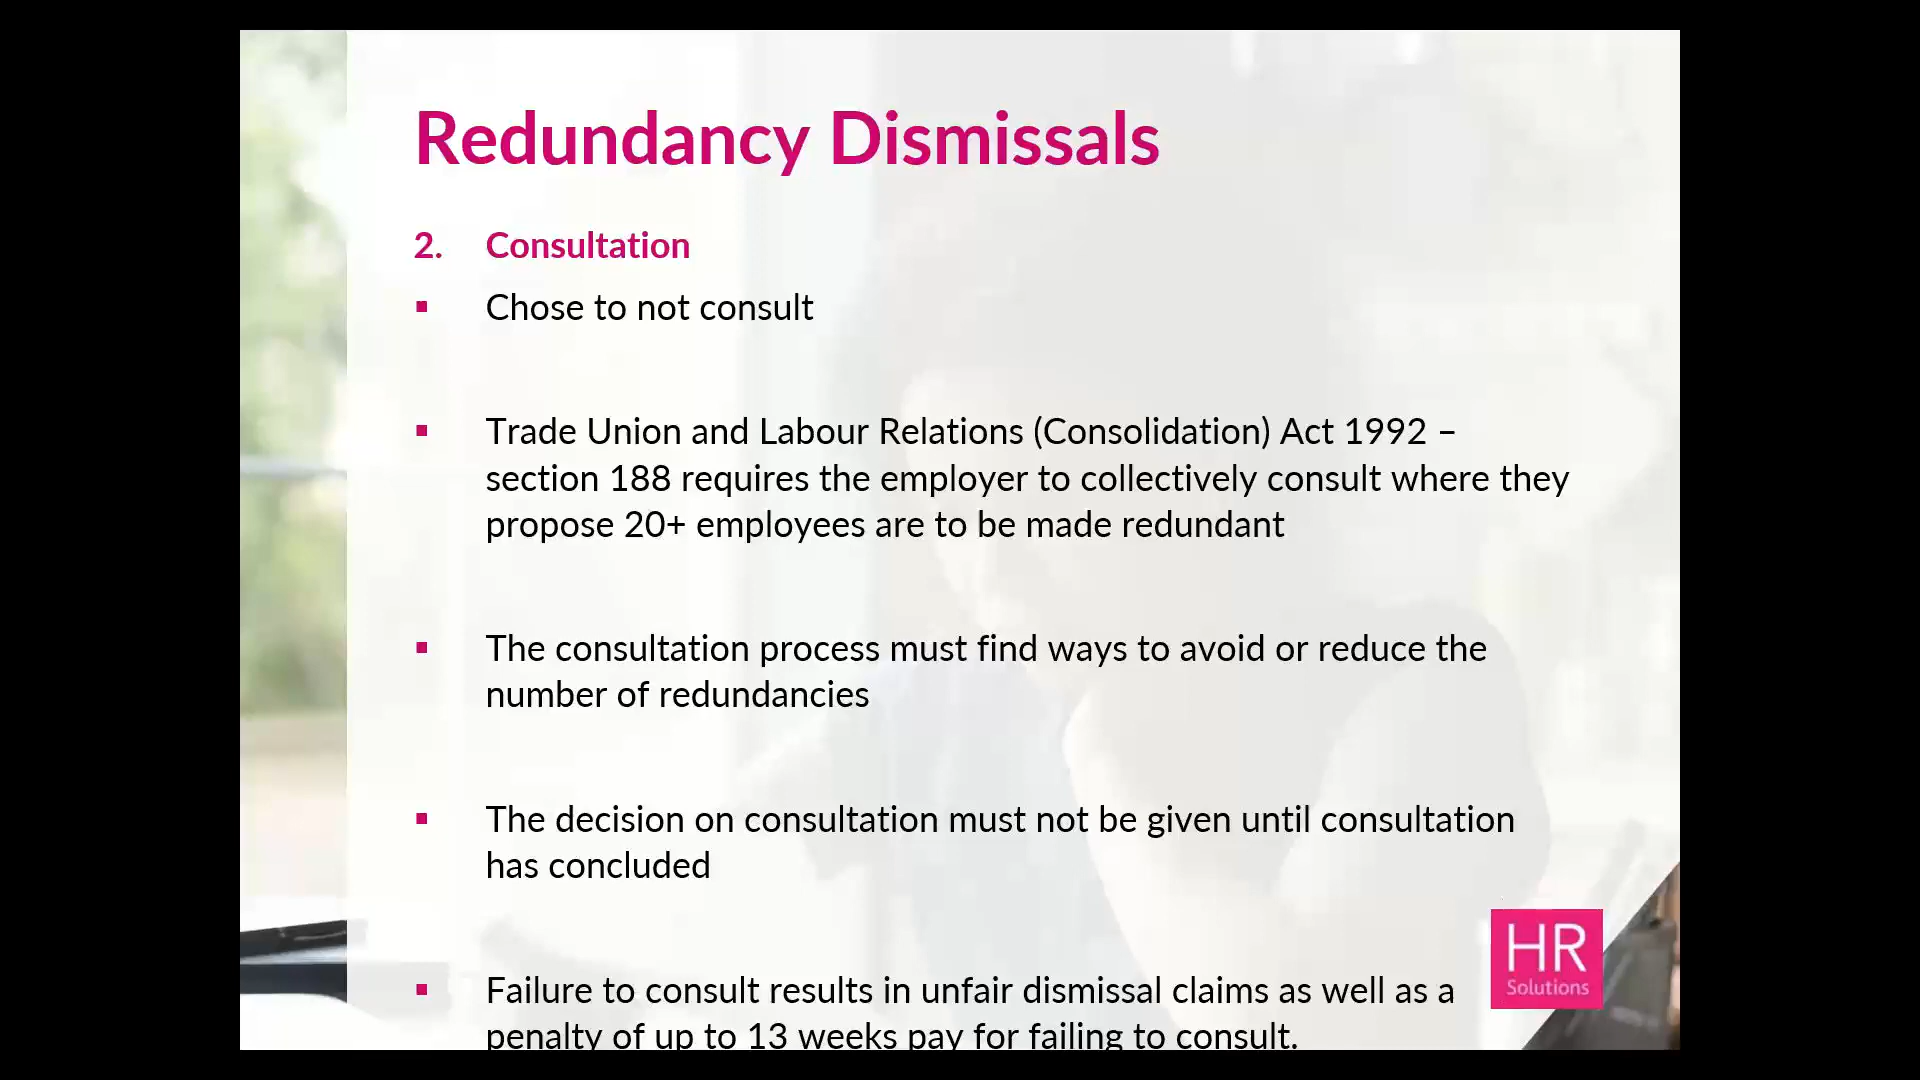 Redundancy Dismissals
2. Consultation
▪ Chose to not consult
▪ Trade Union and Labour Relations (Consolidation) Act 1992 –
section 188 requires the employer to collectively consult where they
propose 20+ employees are to be made redundant
▪ The consultation process must find ways to avoid or reduce the
number of redundancies
▪ The decision on consultation must not be given until consultation
has concluded
▪ Failure to consult results in unfair dismissal claims as well as a
penalty of up to 13 weeks pay for failing to consult.
HR
Solutions